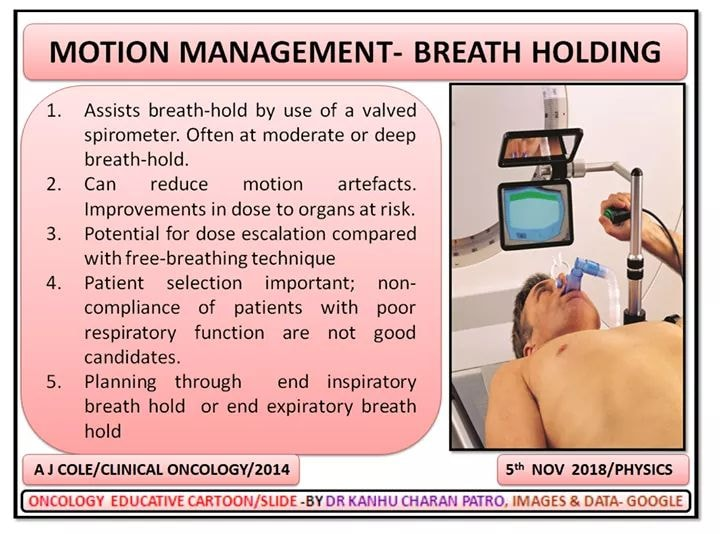 MOTION MANAGEMENT- BREATH HOLDING
1. Assists breath-hold by use of a valved
spirometer. Often at moderate or deep
breath-hold.
2. Can reduce motion artefacts.
Improvements in dose to organs at risk.
3. Potential for dose escalation compared
with free-breathing technique
4. Patient selection important; non-
compliance of patients with poor
respiratory function are not good
candidates.
5. Planning through end inspiratory
breath hold or end expiratory breath
hold
A J COLE/CLINICAL ONCOLOGY/2014
5th NOV 2018/PHYSICS
ONCOLOGY EDUCATIVE CARTOON/SLIDE -BY DR KANHU CHARAN PATRO, IMAGES & DATA- GOOGLE